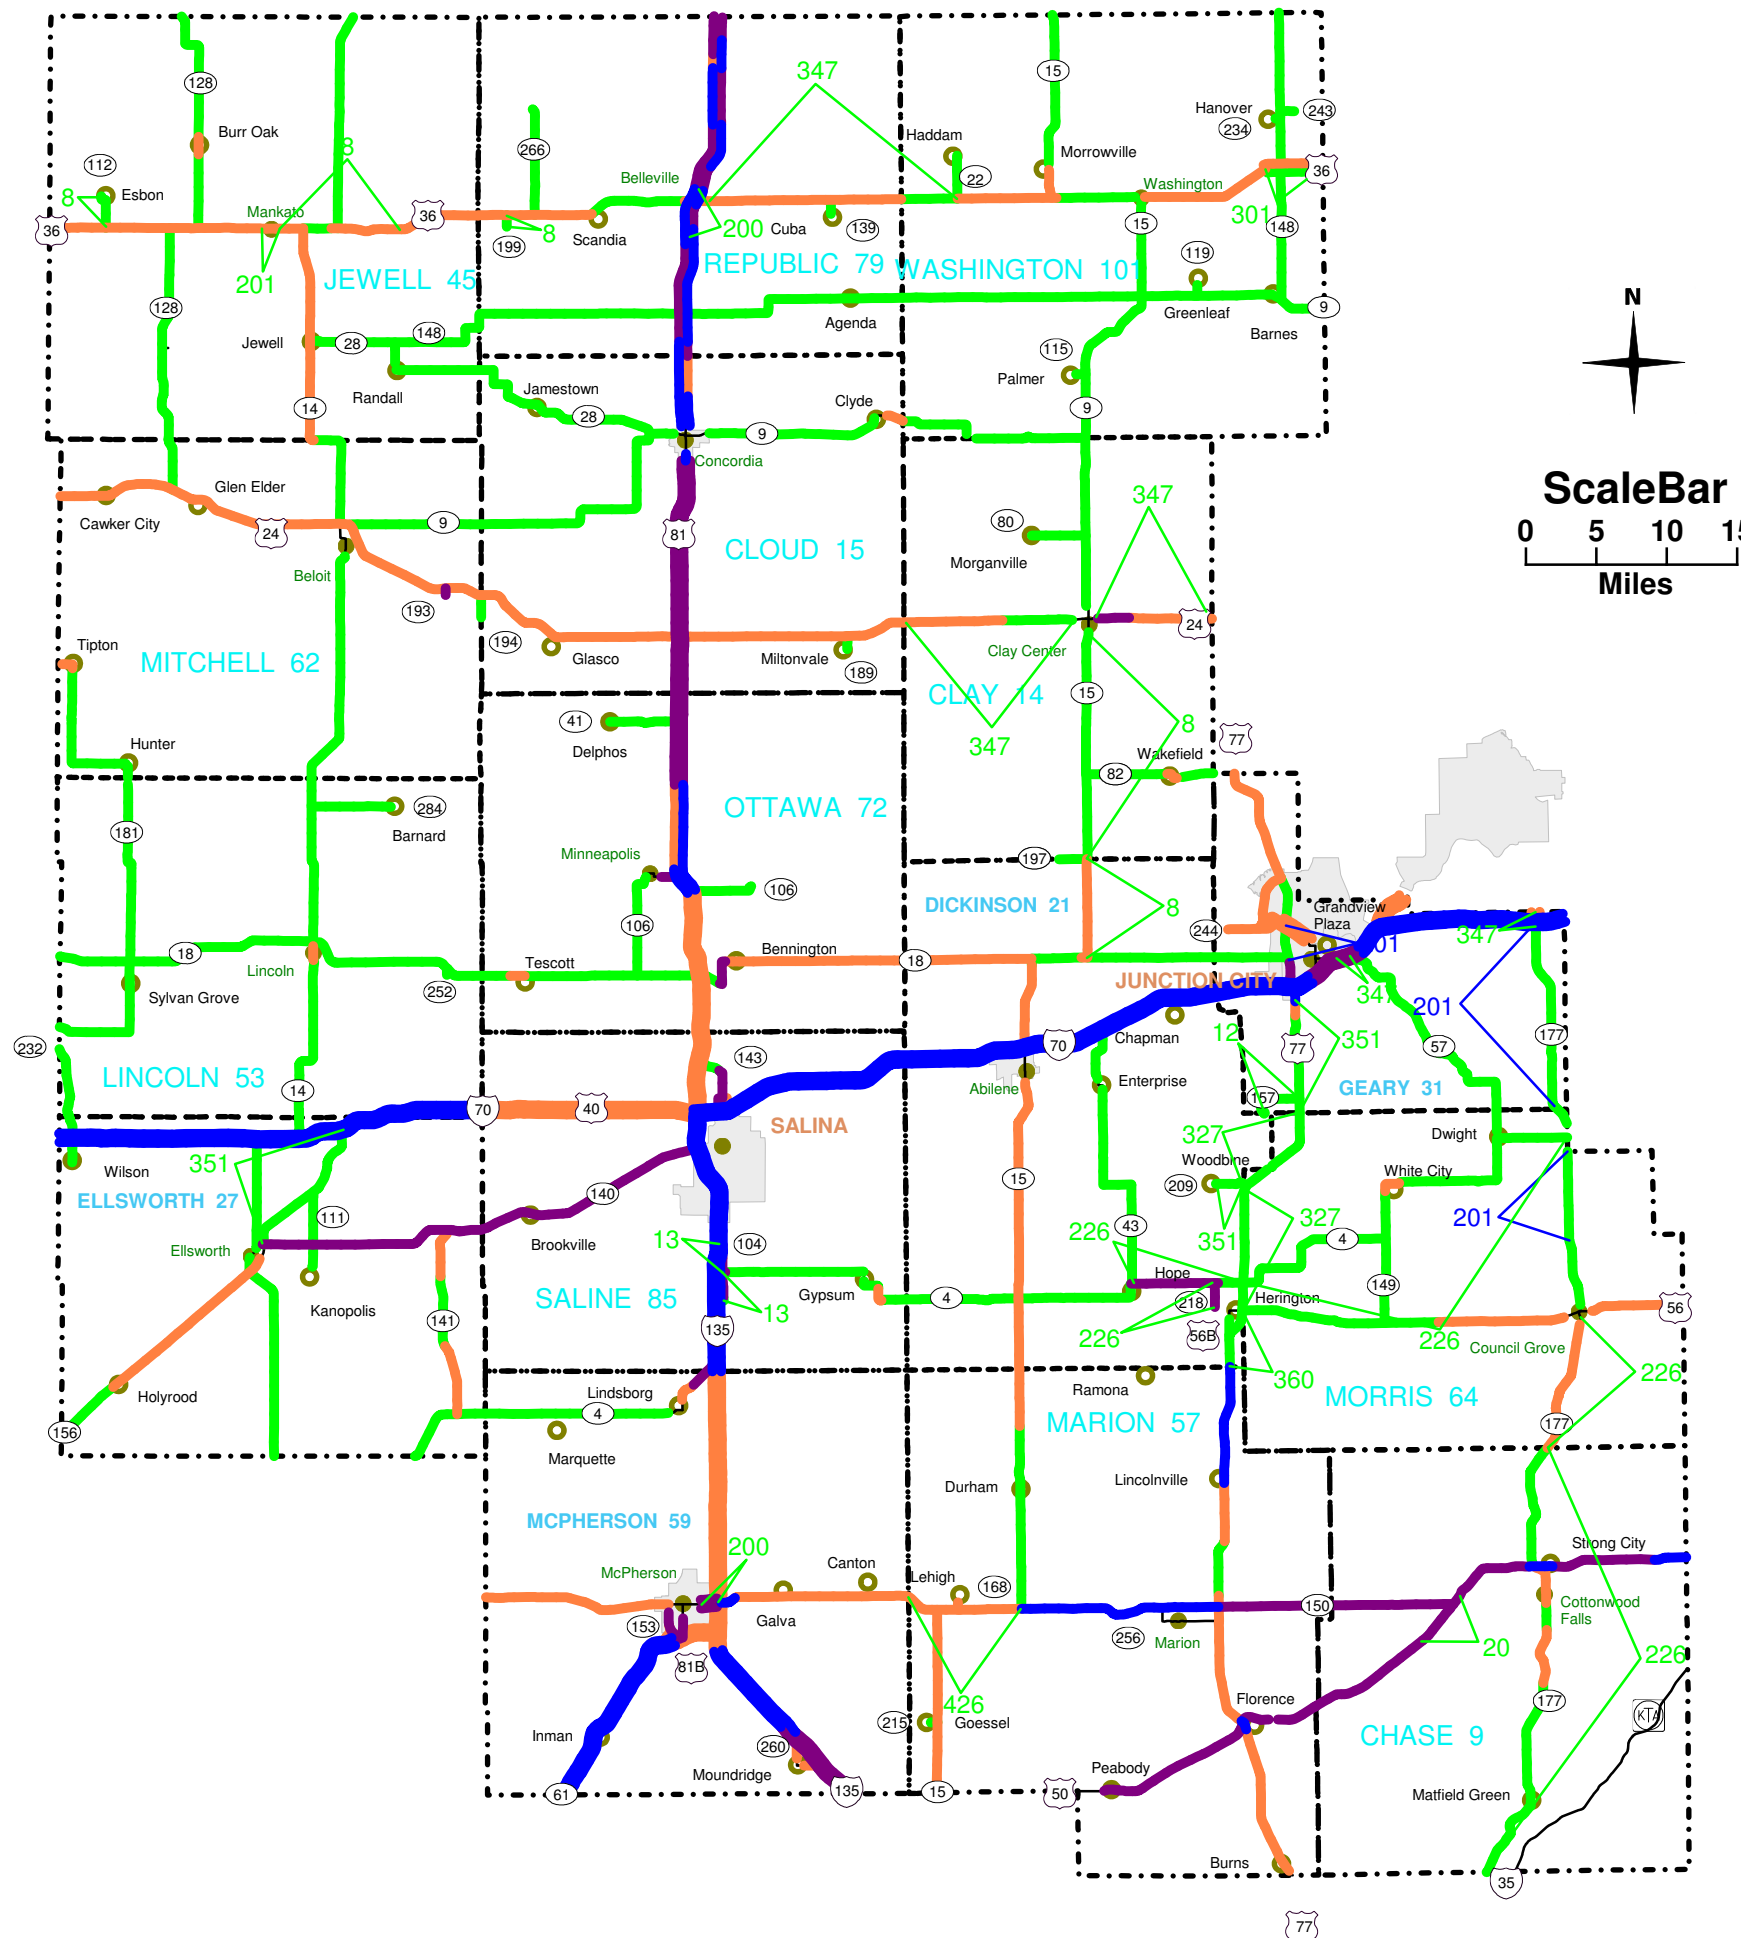 347
15
128
Hanover
243
234
Burr Oak
266
Haddam
Morrowville
8
112
Belleville
22
36
Esbon
Washington
8
Mankato
36
301
36
Scandia
200
Cuba
139
15
148
199
8
119
201
JEWELL 45
REPUBLIC 79
WASHINGTON 101
N
128
Agenda
Greenleaf
9
Jewell
28
148
Barnes
115
Palmer
Randall
Jamestown
Clyde
14
28
9
9
Concordia
Glen Elder
ScaleBar
347
Cawker City
24
9
81
80
0
5
10
15
CLOUD 15
Morganville
Beloit
Miles
193
24
Tipton
194
Glasco
Miltonvale
Clay Center
MITCHELL 62
189
CLAY 14
15
41
8
Delphos
347
77
Hunter
Wakefield
82
OTTAWA 72
284
181
Barnard
Minneapolis
197
106
DICKINSON 21
8
Grandview
Plaza
106
244
347
18
Bennington
201
Lincoln
Tescott
18
JUNCTION CITY
252
Sylvan Grove
347
201
12
Chapman
351
177
232
143
70
77
57
LINCOLN 53
Abilene
Enterprise
GEARY 31
14
157
70
40
SALINA
327
Dwight
351
Wilson
Woodbine
White City
ELLSWORTH 27
140
15
209
111
327
201
226
43
Ellsworth
Brookville
13
104
351
4
Hope
149
Kanopolis
SALINE 85
Gypsum
4
218
Herington
13
56
141
135
226
56B
226
Council Grove
Holyrood
Lindsborg
Ramona
360
226
4
MORRIS 64
156
MARION 57
177
Marquette
Durham
Lincolnville
MCPHERSON 59
200
McPherson
Canton
Strong City
Lehigh
168
Cottonwood
Falls
153
Galva
150
256
Marion
20
81B
226
426
Florence
177
KTA
Inman
215
Goessel
CHASE 9
260
Moundridge
Peabody
61
135
15
50
Matfield Green
Burns
35
77